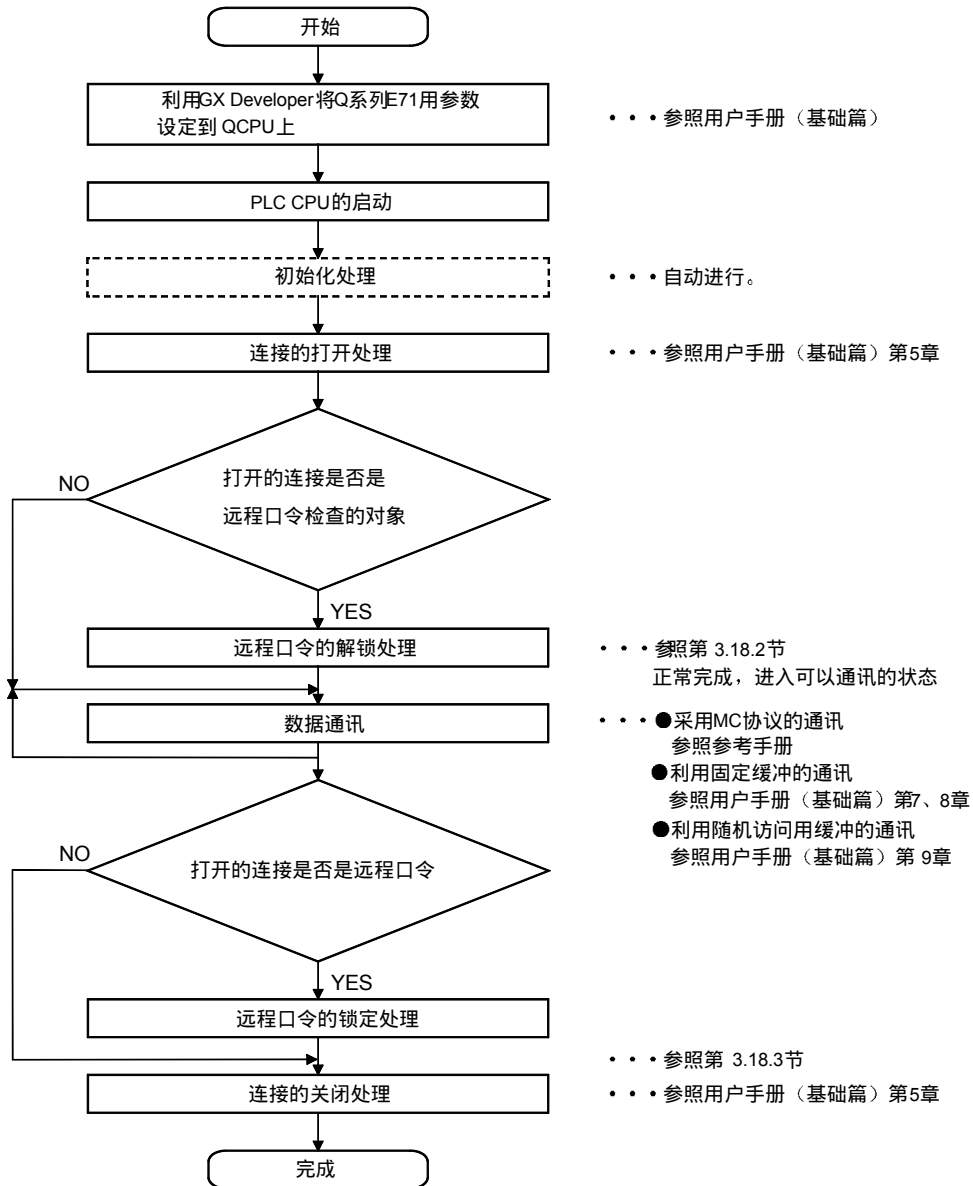 开始
利用GX Developer将Q系列E71用参数
设定到 QCPU上
・・・参照用户手册（基础篇）
PLC CPU的启动
初始化处理
・・・自动进行。
连接的打开处理
・・・参照用户手册（基础篇）第5章
打开的连接是否是
远程口令检查的对象
NO
YES
远程口令的解锁处理
・・・参照第 3.18.2节
正常完成，进入可以通讯的状态
数据通讯
・・・●采用MC协议的通讯
参照参考手册
●利用固定缓冲的通讯
参照用户手册（基础篇）第7、8章
●利用随机访问用缓冲的通讯
参照用户手册（基础篇）第 9章
NO
打开的连接是否是远程口令
YES
远程口令的锁定处理
・・・参照第 3.18.3节
连接的关闭处理
・・・参照用户手册（基础篇）第5章
完成